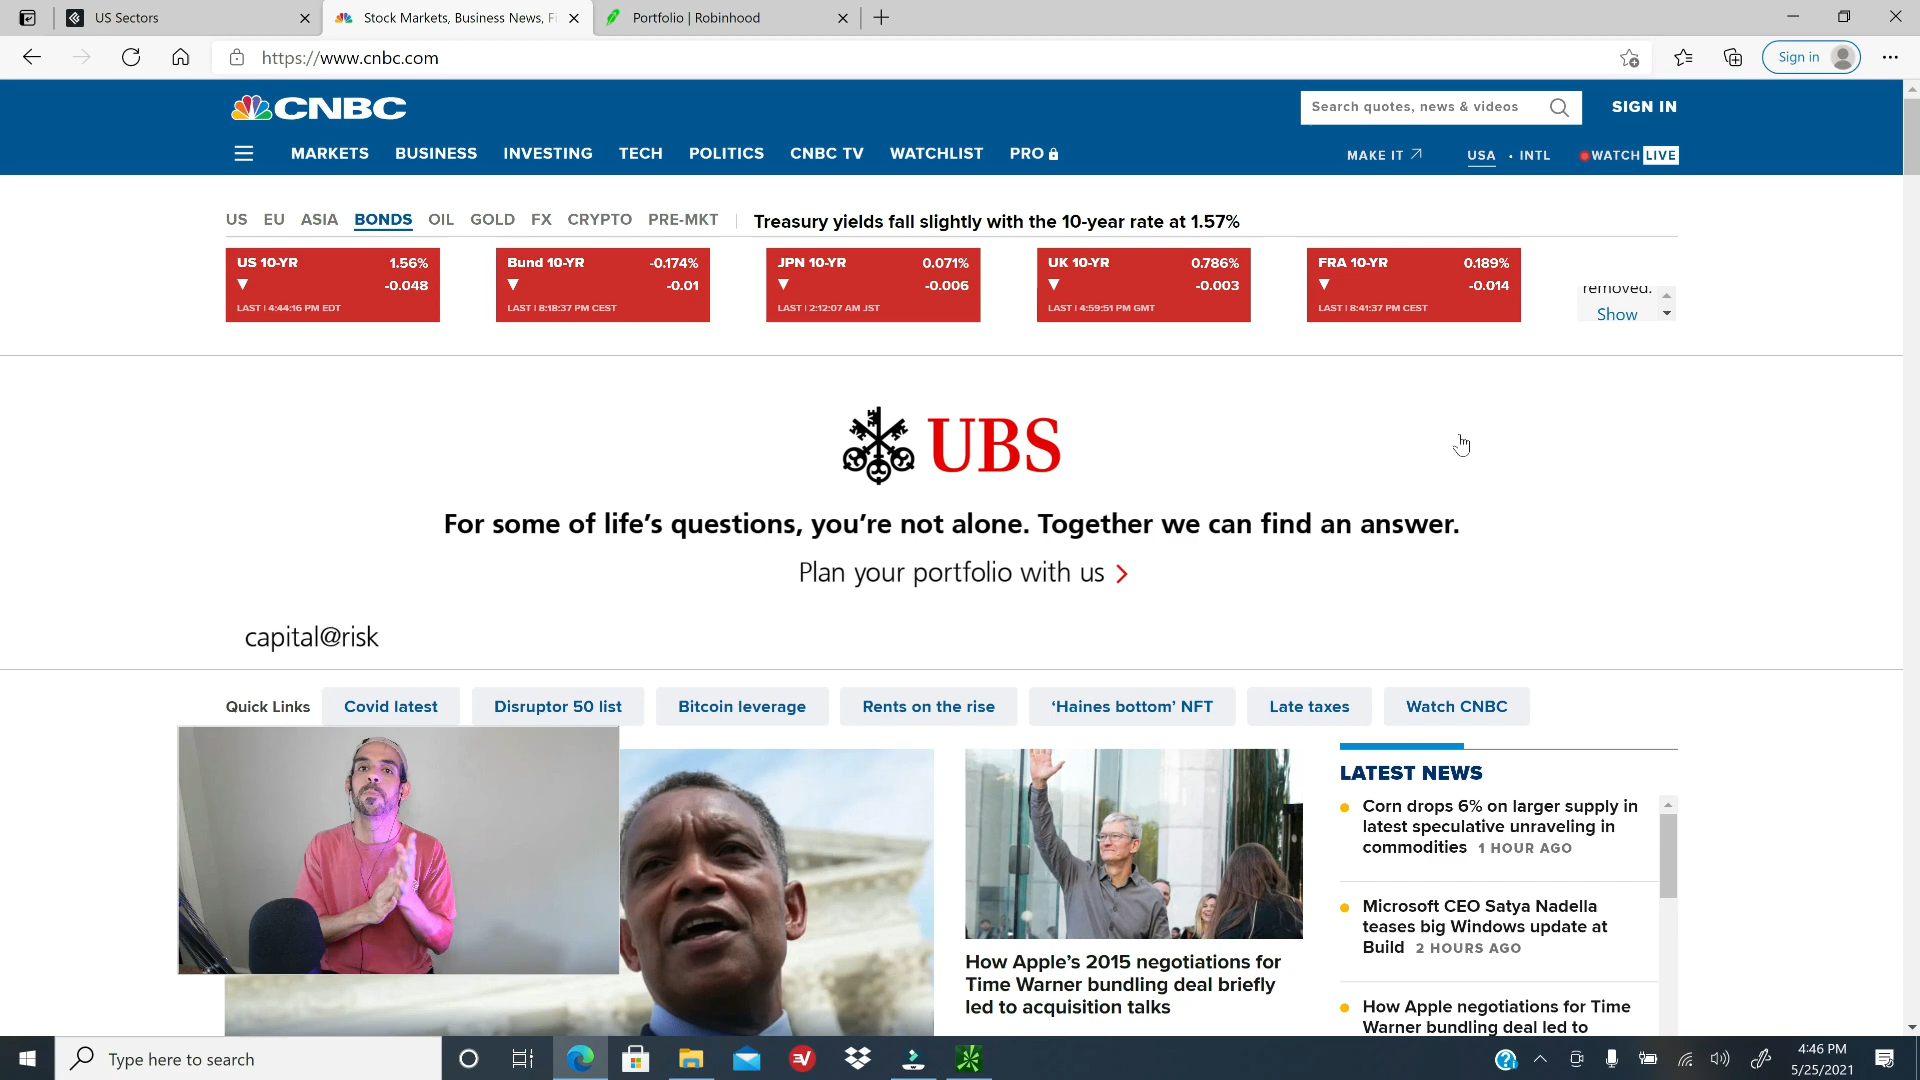 US Sectors
Stock Markets, Business News, Fi
Portfolio | Robinhood
https://www.cnbc.com
Sign in
CNBC
Search quotes, news & videos
SIGN IN
MARKETS BUSINESS INVESTING TECH POLITICS CNBC TV WATCHLIST PRO
MAKE IT USA • INTL WATCH LIVE
US EU ASIA BONDS OIL GOLD FX CRYPTO PRE-MKT
Treasury yields fall slightly with the 10-year rate at 1.57%
US 10-YR 1.56%
-0.048
LAST | 4:44:16 PM EDT
Bund 10-YR -0.174%
-0.01
LAST | 8:18:37 PM CEST
JPN 10-YR 0.071%
-0.006
LAST | 2:12:07 AM JST
UK 10-YR 0.786%
-0.003
LAST | 4:59:51 PM GMT
FRA 10-YR 0.189%
-0.014
LAST | 8:41:37 PM CEST
removed.
Show
UBS
For some of life's questions, you're not alone. Together we can find an answer.
Plan your portfolio with us >
capital@risk
Quick Links Covid latest Disruptor 50 list Bitcoin leverage Rents on the rise ‘Haines bottom’ NFT Late taxes Watch CNBC
How Apple’s 2015 negotiations for
Time Warner bundling deal briefly
led to acquisition talks
LATEST NEWS
Corn drops 6% on larger supply in
latest speculative unraveling in
commodities 1 HOUR AGO
Microsoft CEO Satya Nadella
teases big Windows update at
Build 2 HOURS AGO
How Apple negotiations for Time
Warner bundling deal led to
Type here to search
4:46 PM
5/25/2021